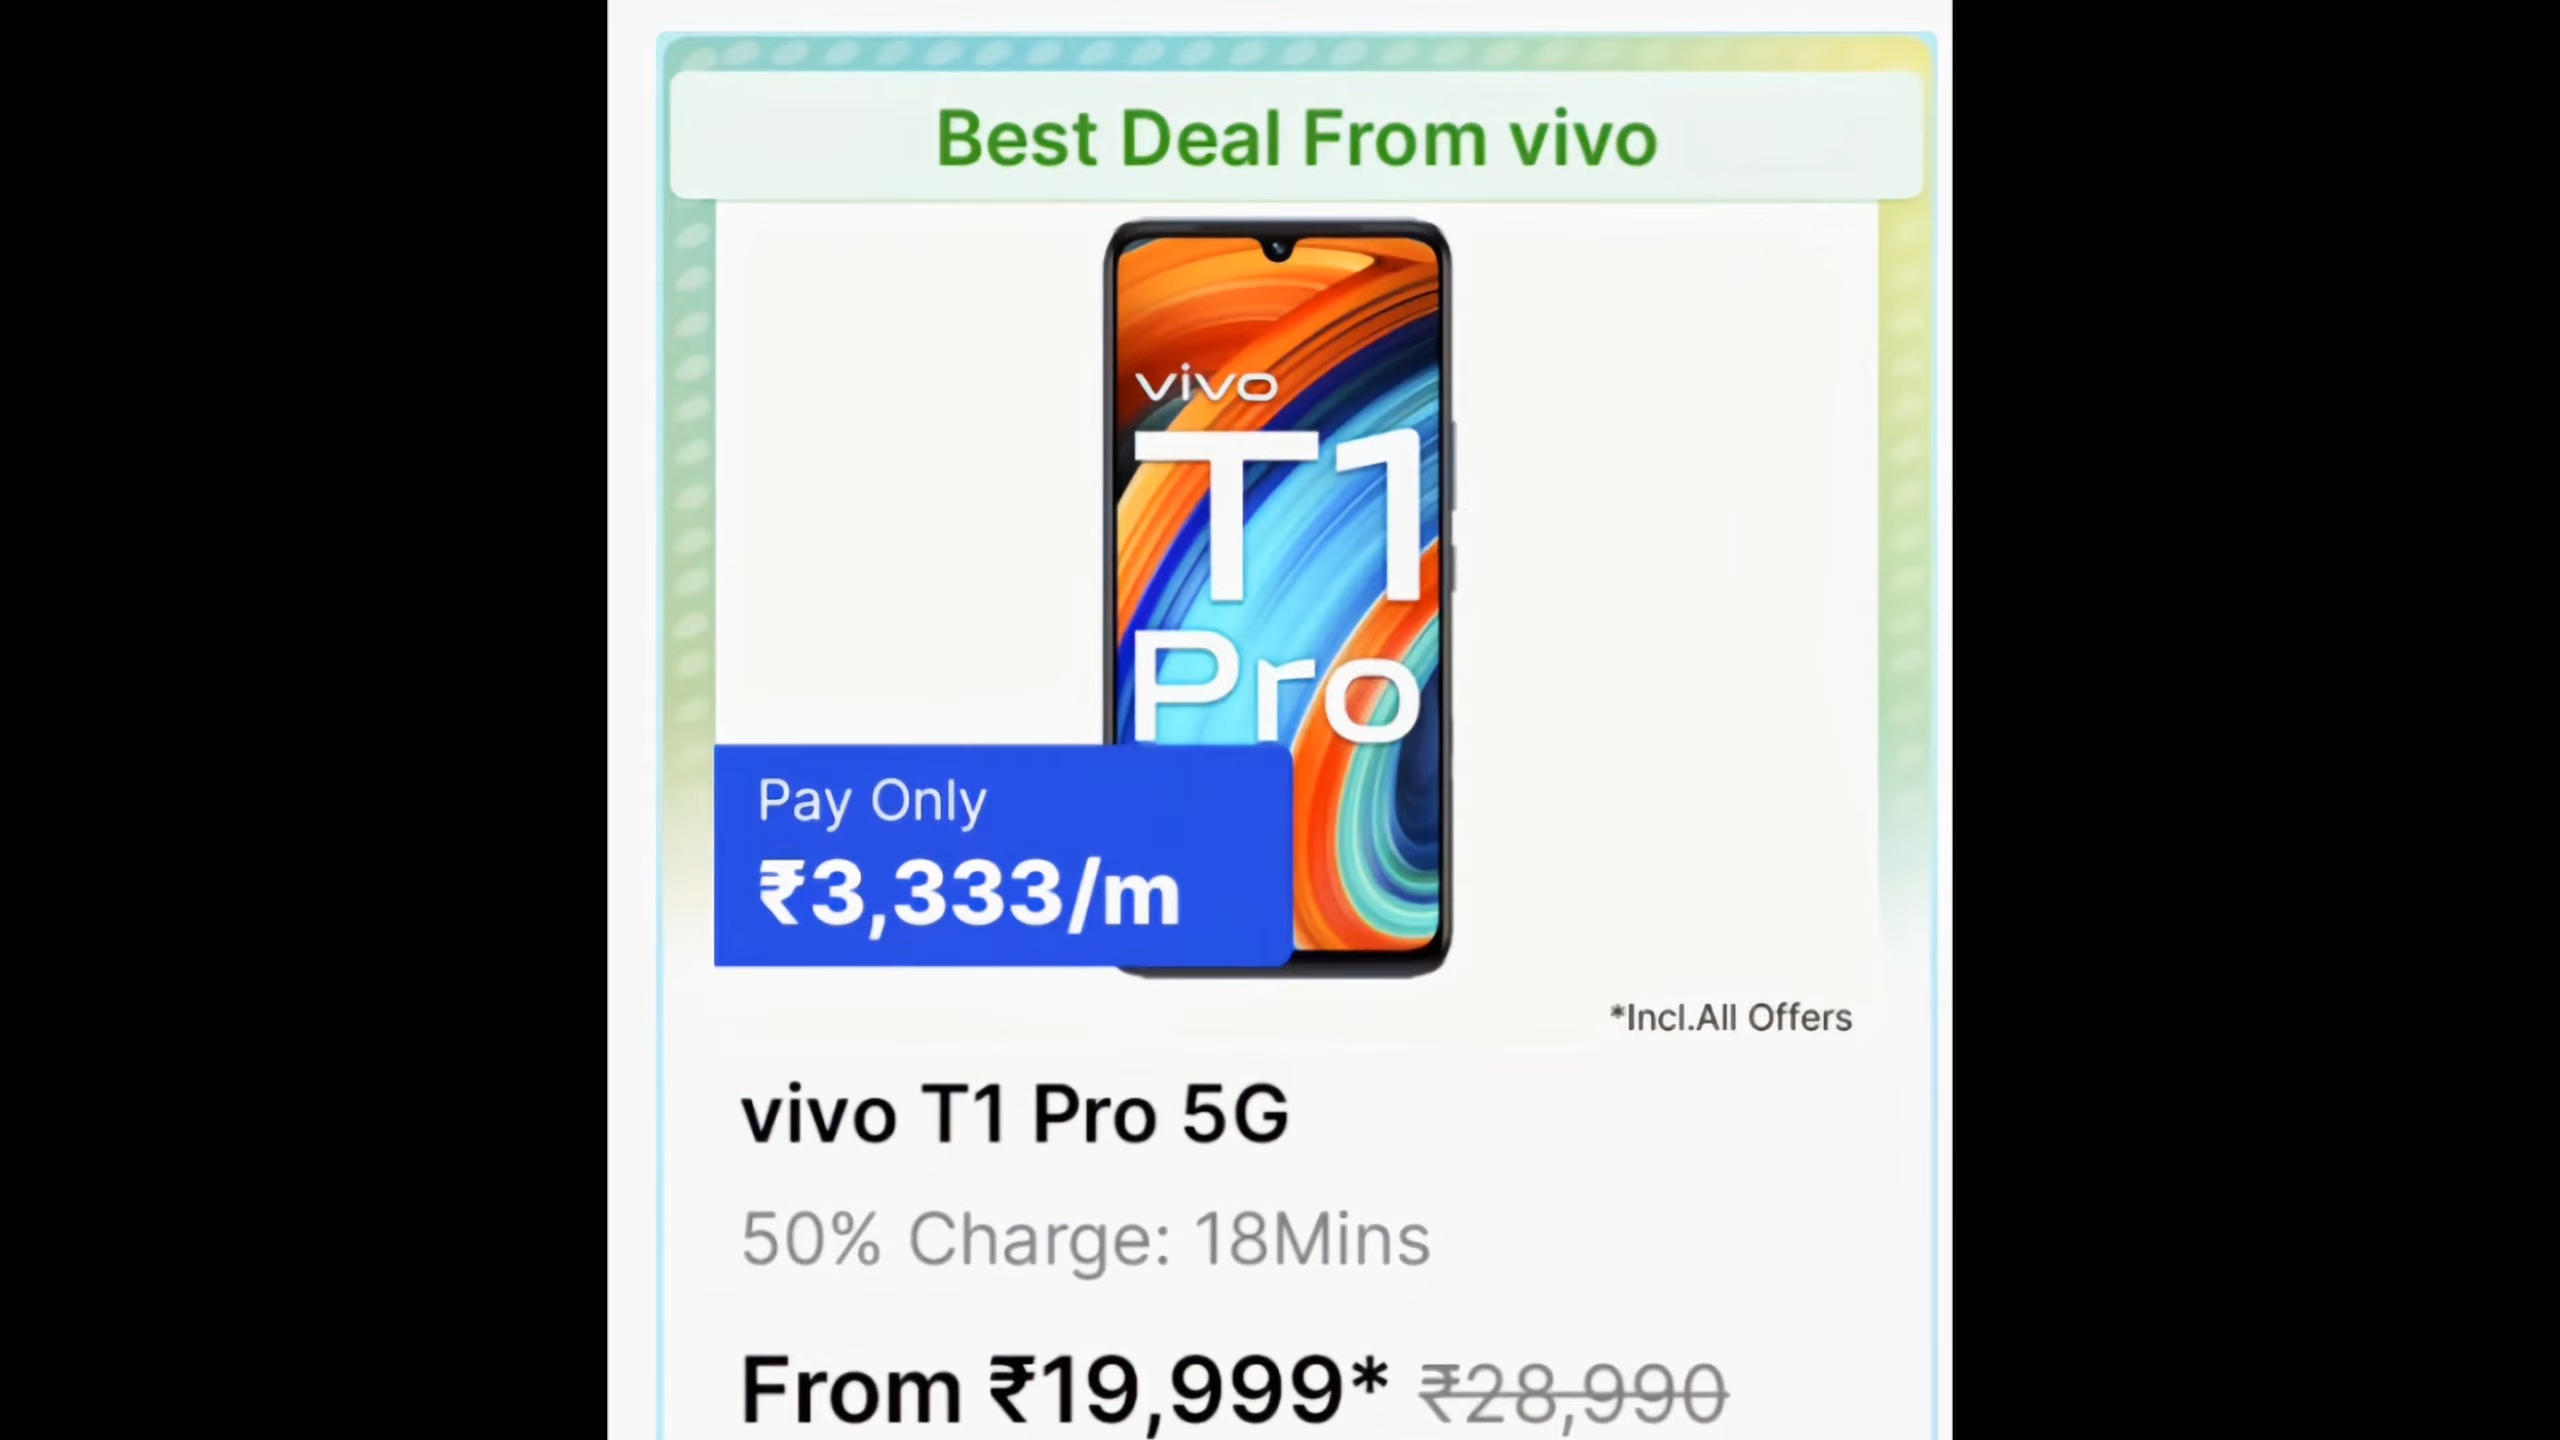 Best Deal From vivo
vivo
T1
Pro
Pay Only
₹3,333/m
*Incl.All Offers
vivo T1 Pro 5G
50% Charge: 18Mins
From ₹19,999* ₹28,990